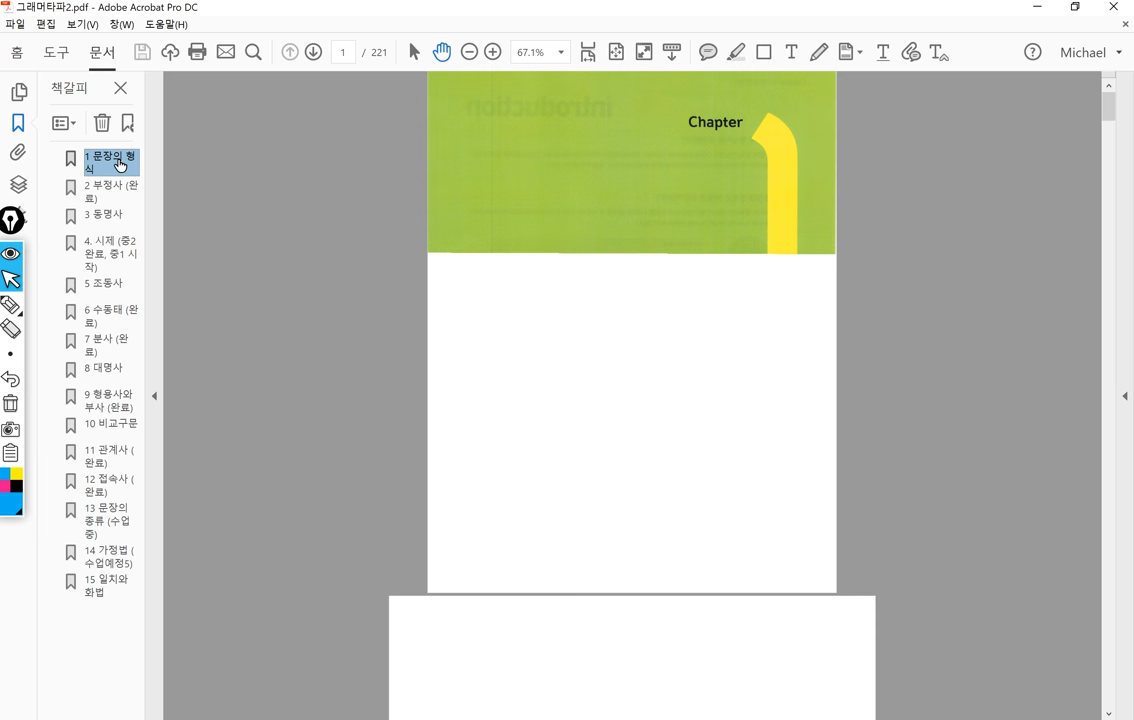 그래머타파2.pdf - Adobe Acrobat Pro DC
파일 편집 보기(V) 창(W) 도움말(H)
홈 도구 문서 1 / 221 67.1% Michael
책갈피
1 문장의 형
식
2 부정사 (완
료)
3 동명사
4. 시제 (중2
완료, 중1 시
작)
5 조동사
6 수동태 (완
료)
7 분사 (완
료)
8 대명사
9 형용사와
부사 (완료)
10 비교구문
11 관계사 (
완료)
12 접속사 (
완료)
13 문장의
종류 (수업
중)
14 가정법 (
수업예정5)
15 일치와
화법
introduction
Chapter